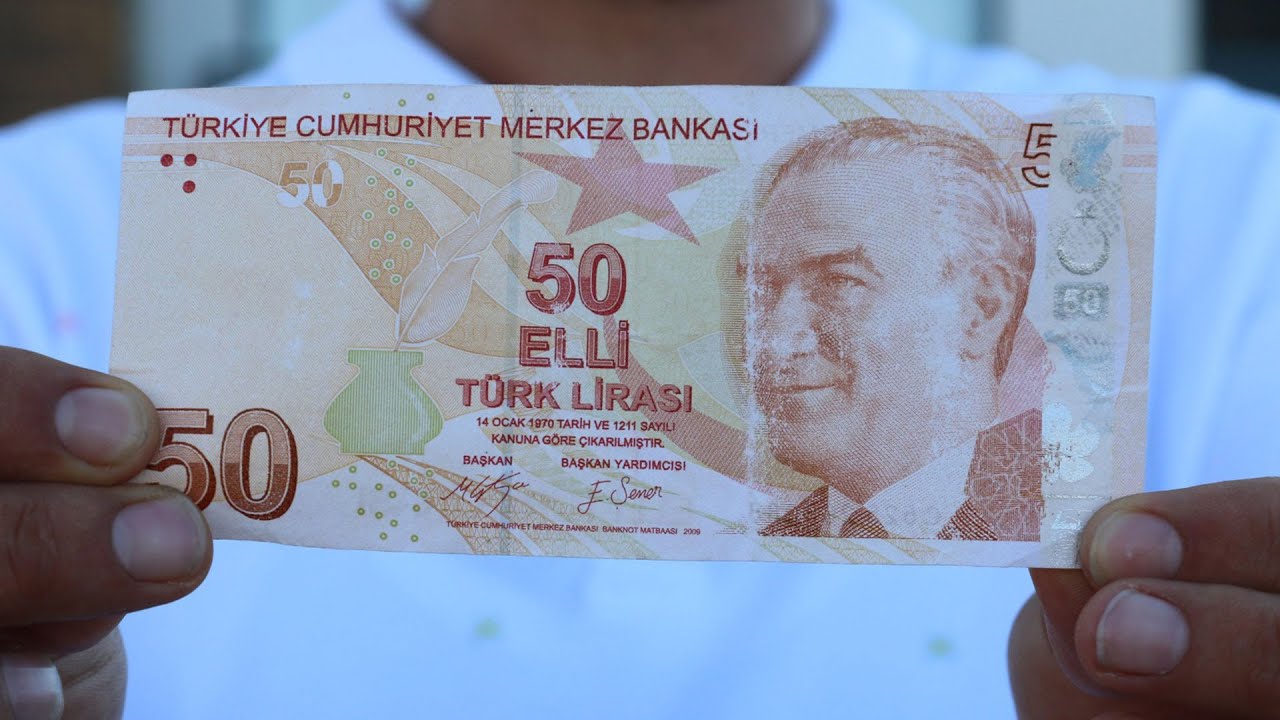 TÜRKİYE CUMHURİYET MERKEZ BANKASI
50
5
50
50
ELLİ
TÜRK LİRASI
14 OCAK 1970 TARİH VE 1211 SAYILI
KANUNA GÖRE ÇIKARILMIŞTIR.
BAŞKAN BAŞKAN YARDIMCISI
E. Şener
50
TÜRKİYE CUMHURİYET MERKEZ BANKASI BANKNOT MATBAASI 2009